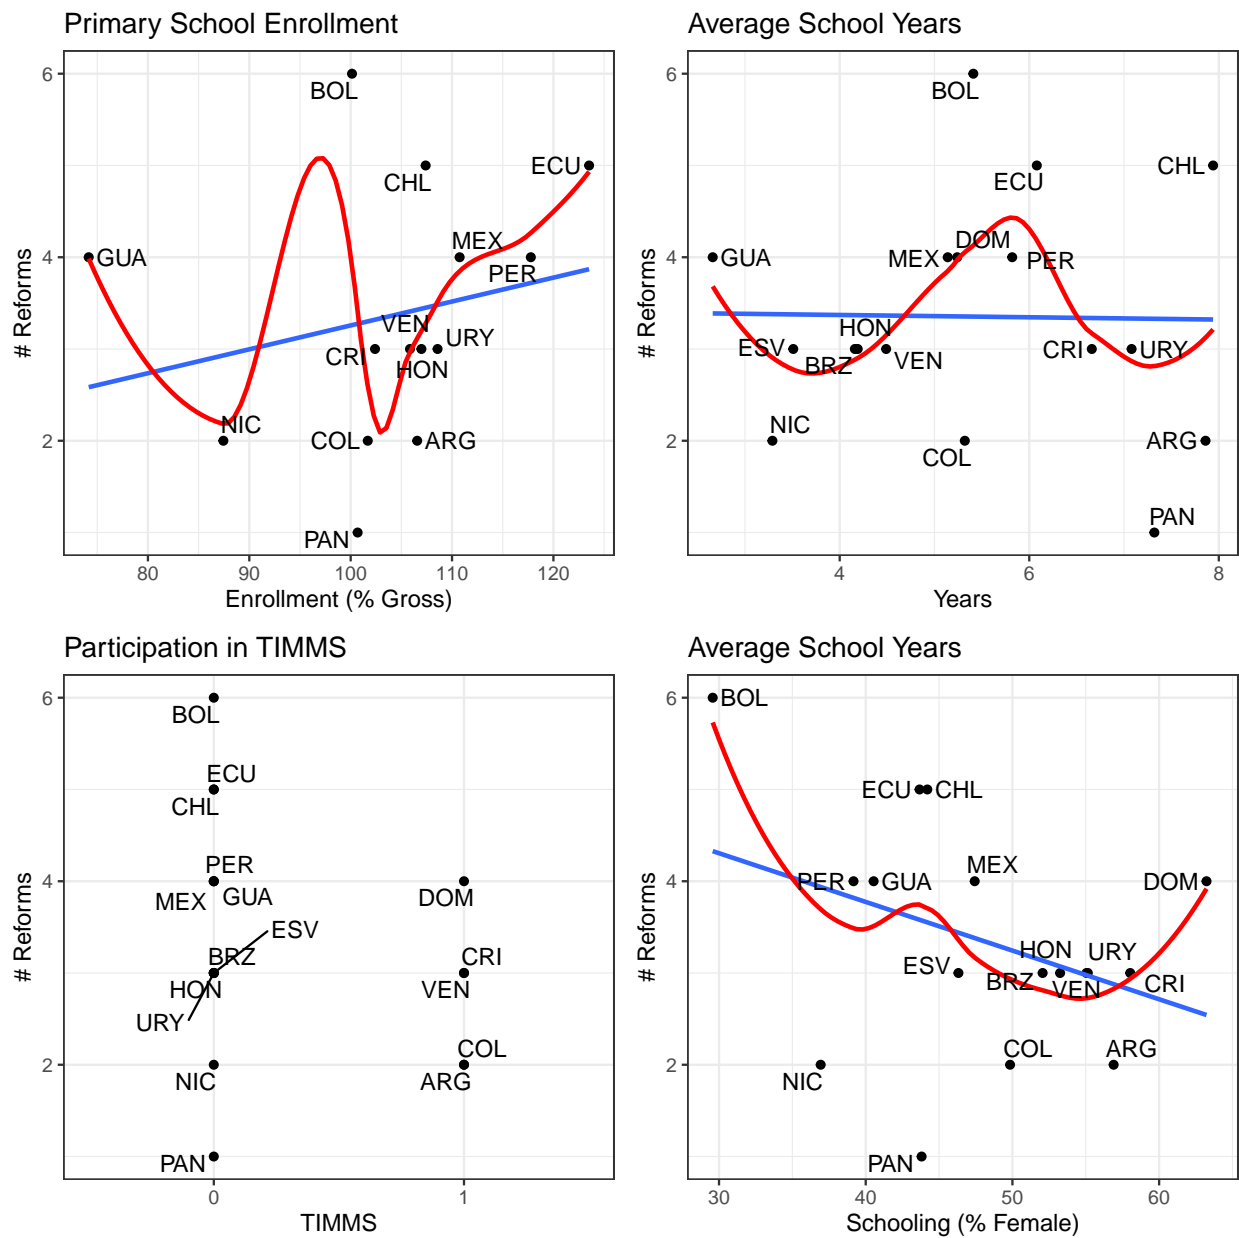 Primary School Enrollment
# Reforms
6
4
2
BOL
ECU
CHL
MEX
GUA
PER
VEN
URY
CRI
HON
NIC
COL
ARG
PAN
80 90 100 110 120
Enrollment (% Gross)
Average School Years
# Reforms
6
4
2
BOL
CHL
ECU
DOM
GUA
MEX
PER
HON
ESV
CRI
URY
BRZ
VEN
NIC
ARG
COL
PAN
4 6 8
Years
Participation in TIMMS
# Reforms
6
4
2
BOL
ECU
CHL
PER
MEX
GUA
DOM
ESV
BRZ
CRI
HON
VEN
URY
COL
NIC
ARG
PAN
0 1
TIMMS
Average School Years
# Reforms
6
4
2
BOL
ECU
CHL
MEX
PER
GUA
DOM
HON
URY
ESV
BRZ
VEN
CRI
COL
ARG
NIC
PAN
30 40 50 60
Schooling (% Female)